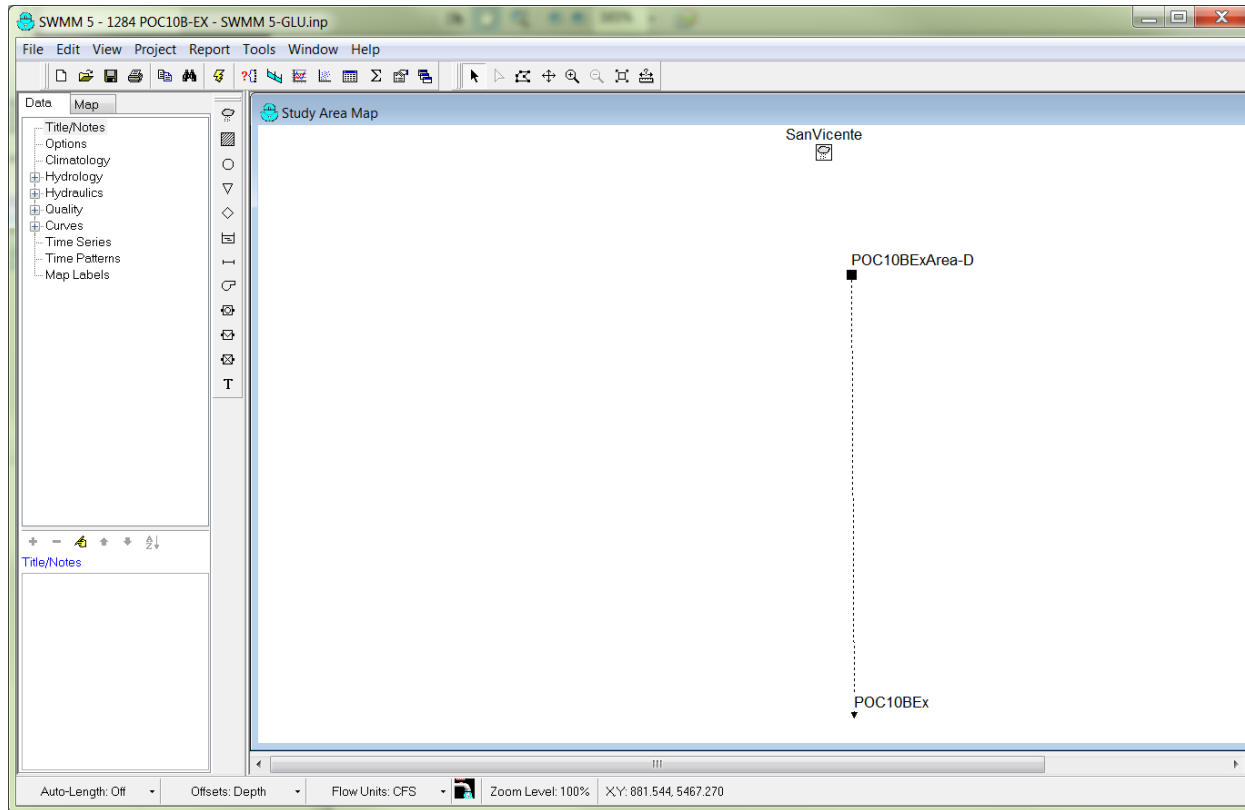 SWMM 5 - 1284 POC10B-EX - SWMM 5-GLU.inp
File Edit View Project Report Tools Window Help
Data Map
Title/Notes
Options
Climatology
Hydrology
Hydraulics
Quality
Curves
Time Series
Time Patterns
Map Labels
T
Study Area Map
SanVicente
POC10BExArea-D
POC10BEx
Title/Notes
Auto-Length: Off Offsets: Depth Flow Units: CFS Zoom Level: 100% X,Y: 881.544, 5467.270